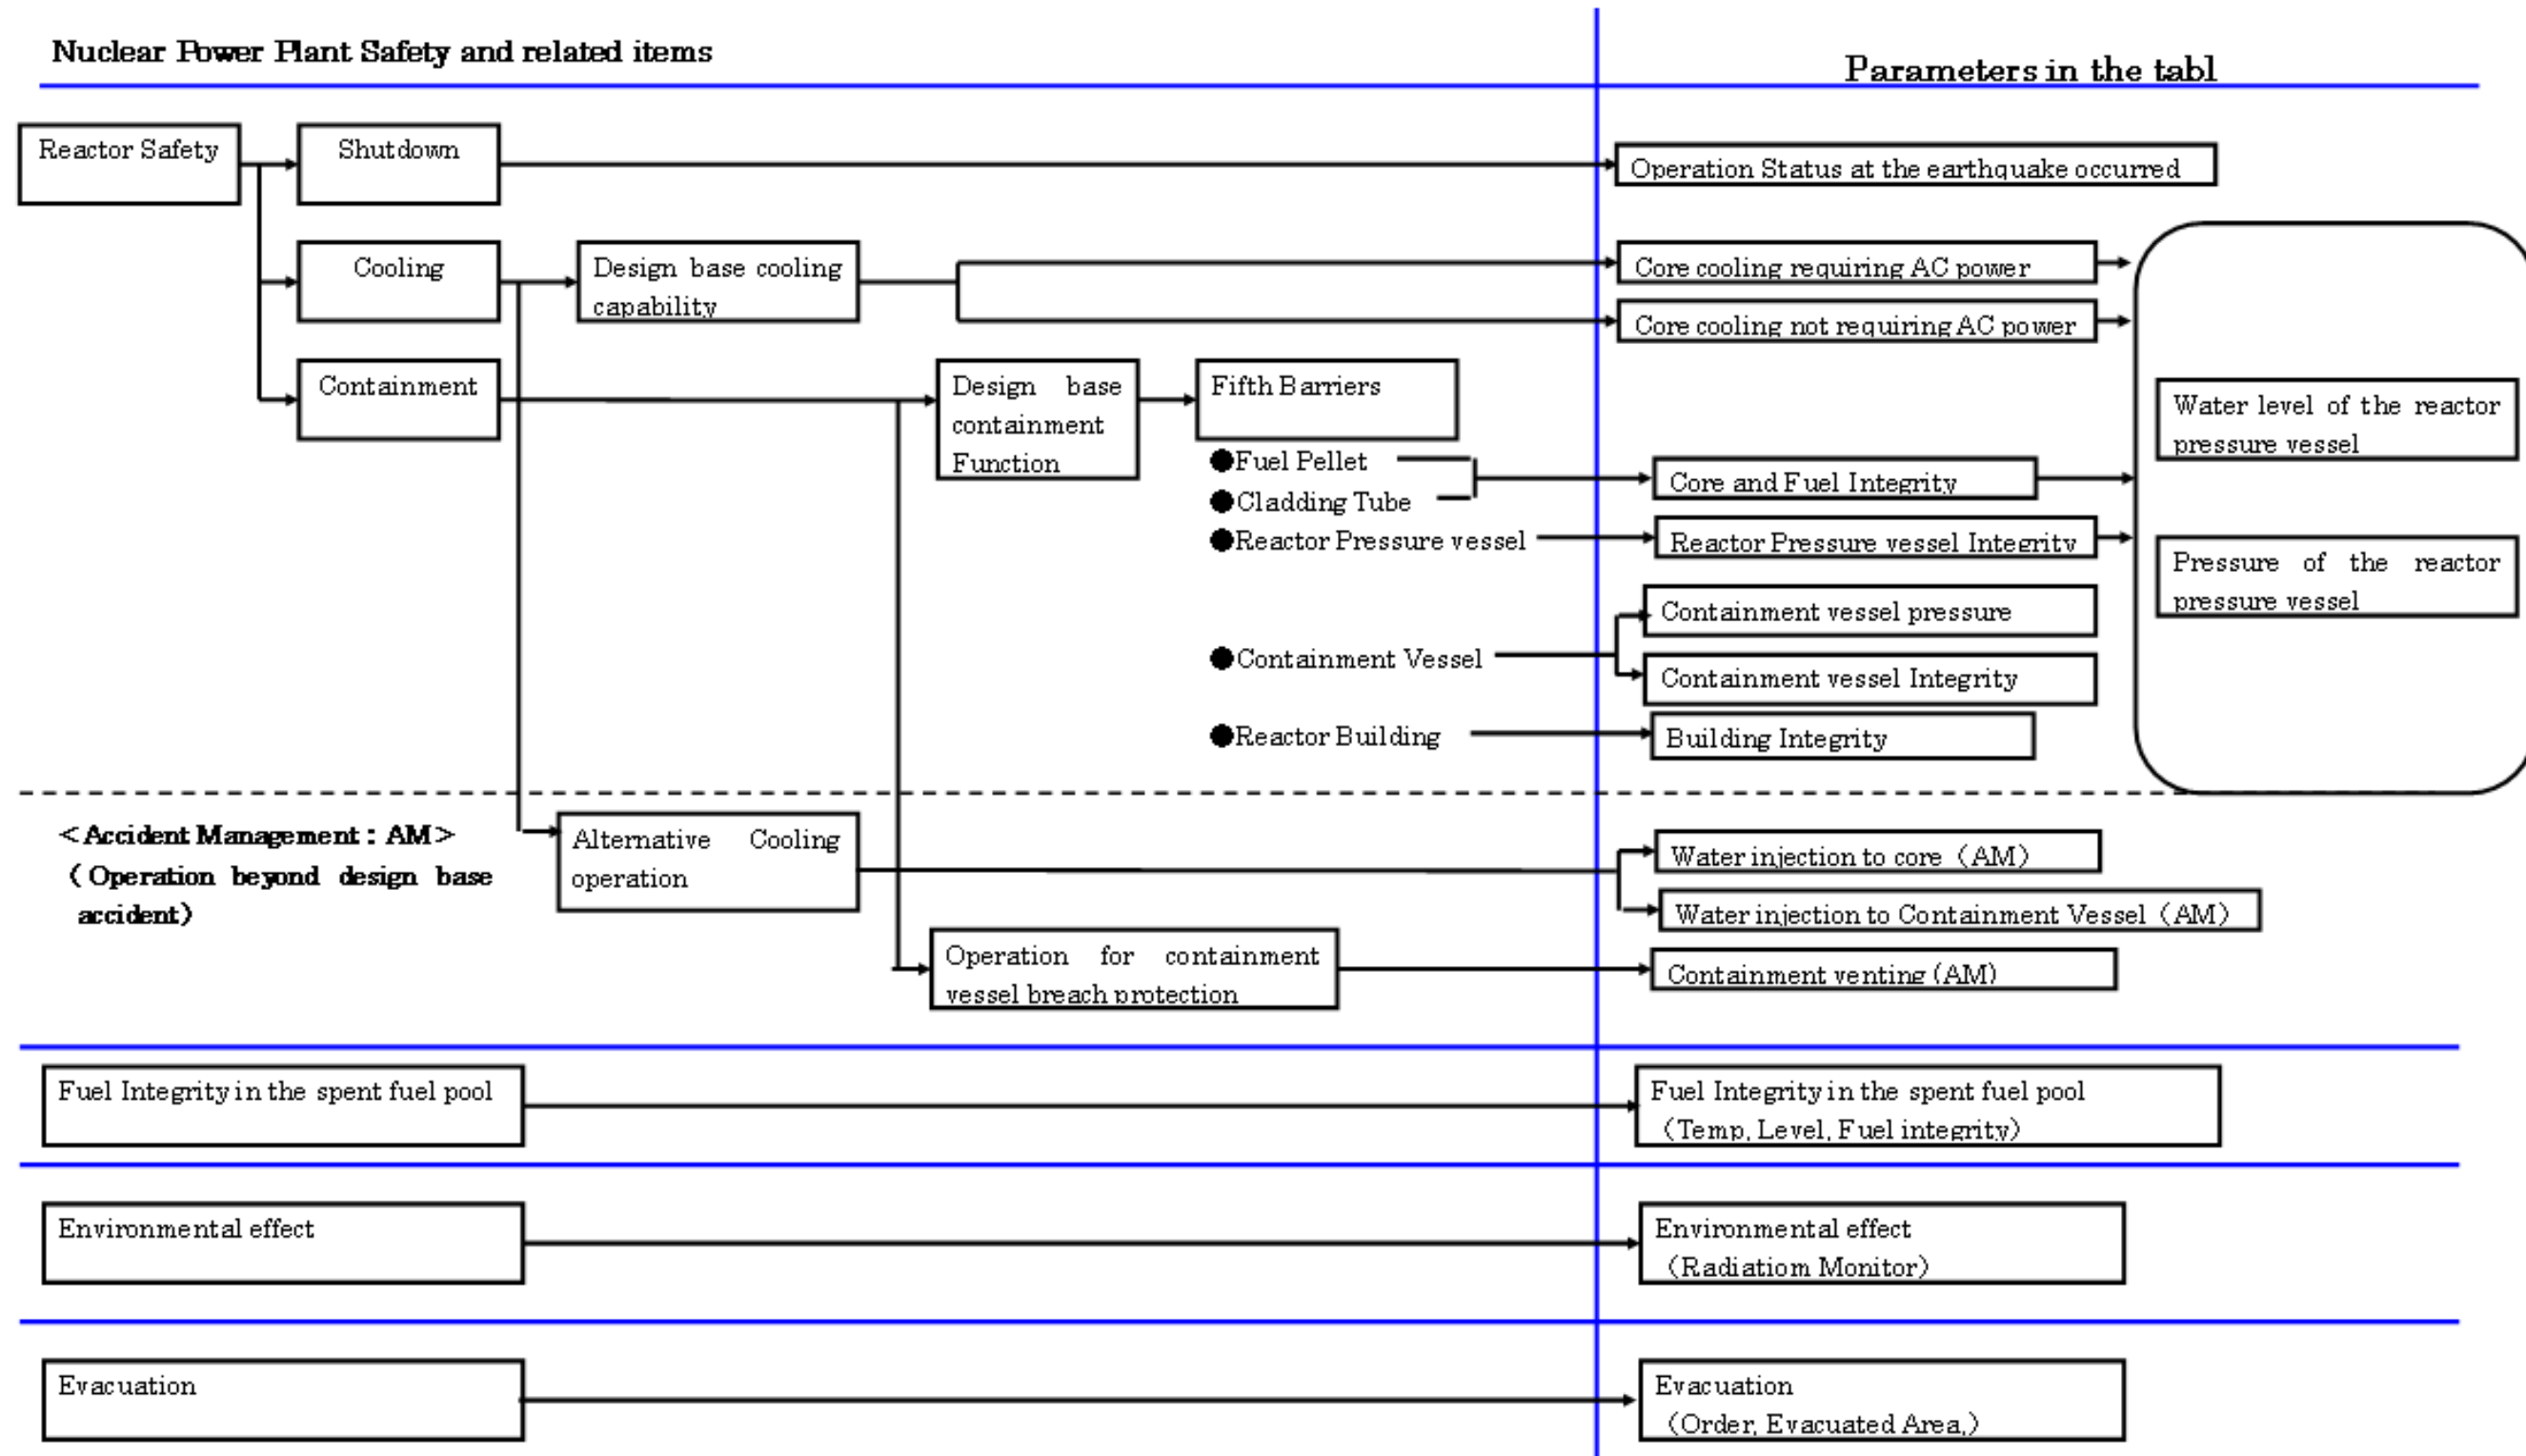 Nuclear Power Plant Safety and related items
Parameters in the tabl
Reactor Safety
Shutdown
Operation Status at the earthquake occurred
Cooling
Design base cooling
capability
Core cooling requiring AC power
Core cooling not requiring AC power
Containment
Design base
containment
Function
Fifth Barriers
●Fuel Pellet
●Cladding Tube
●Reactor Pressure vessel
●Containment Vessel
●Reactor Building
Core and Fuel Integrity
Reactor Pressure vessel Integrity
Containment vessel pressure
Containment vessel Integrity
Building Integrity
Water level of the reactor
pressure vessel
Pressure of the reactor
pressure vessel
<Accident Management：AM>
（Operation beyond design base
accident）
Alternative Cooling
operation
Water injection to core（AM）
Water injection to Containment Vessel（AM）
Operation for containment
vessel breach protection
Containment venting (AM)
Fuel Integrity in the spent fuel pool
Fuel Integrity in the spent fuel pool
（Temp, Level, Fuel integrity）
Environmental effect
Environmental effect
（Radiatiom Monitor）
Evacuation
Evacuation
（Order, Evacuated Area,）